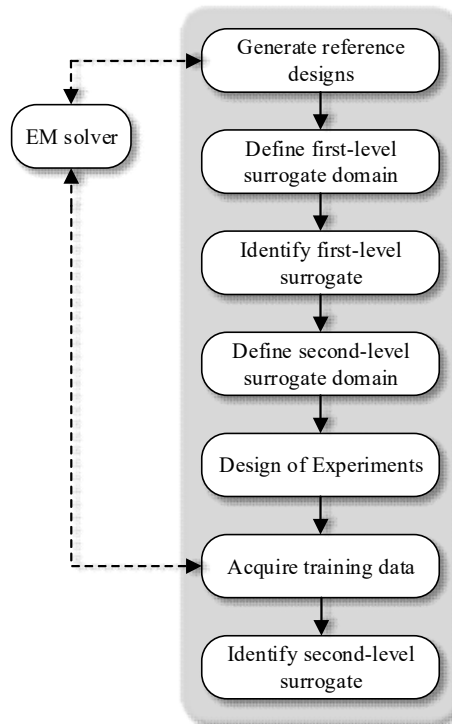 Generate reference
designs
EM solver
Define first-level
surrogate domain
Identify first-level
surrogate
Define second-level
surrogate domain
Design of Experiments
Acquire training data
Identify second-level
surrogate